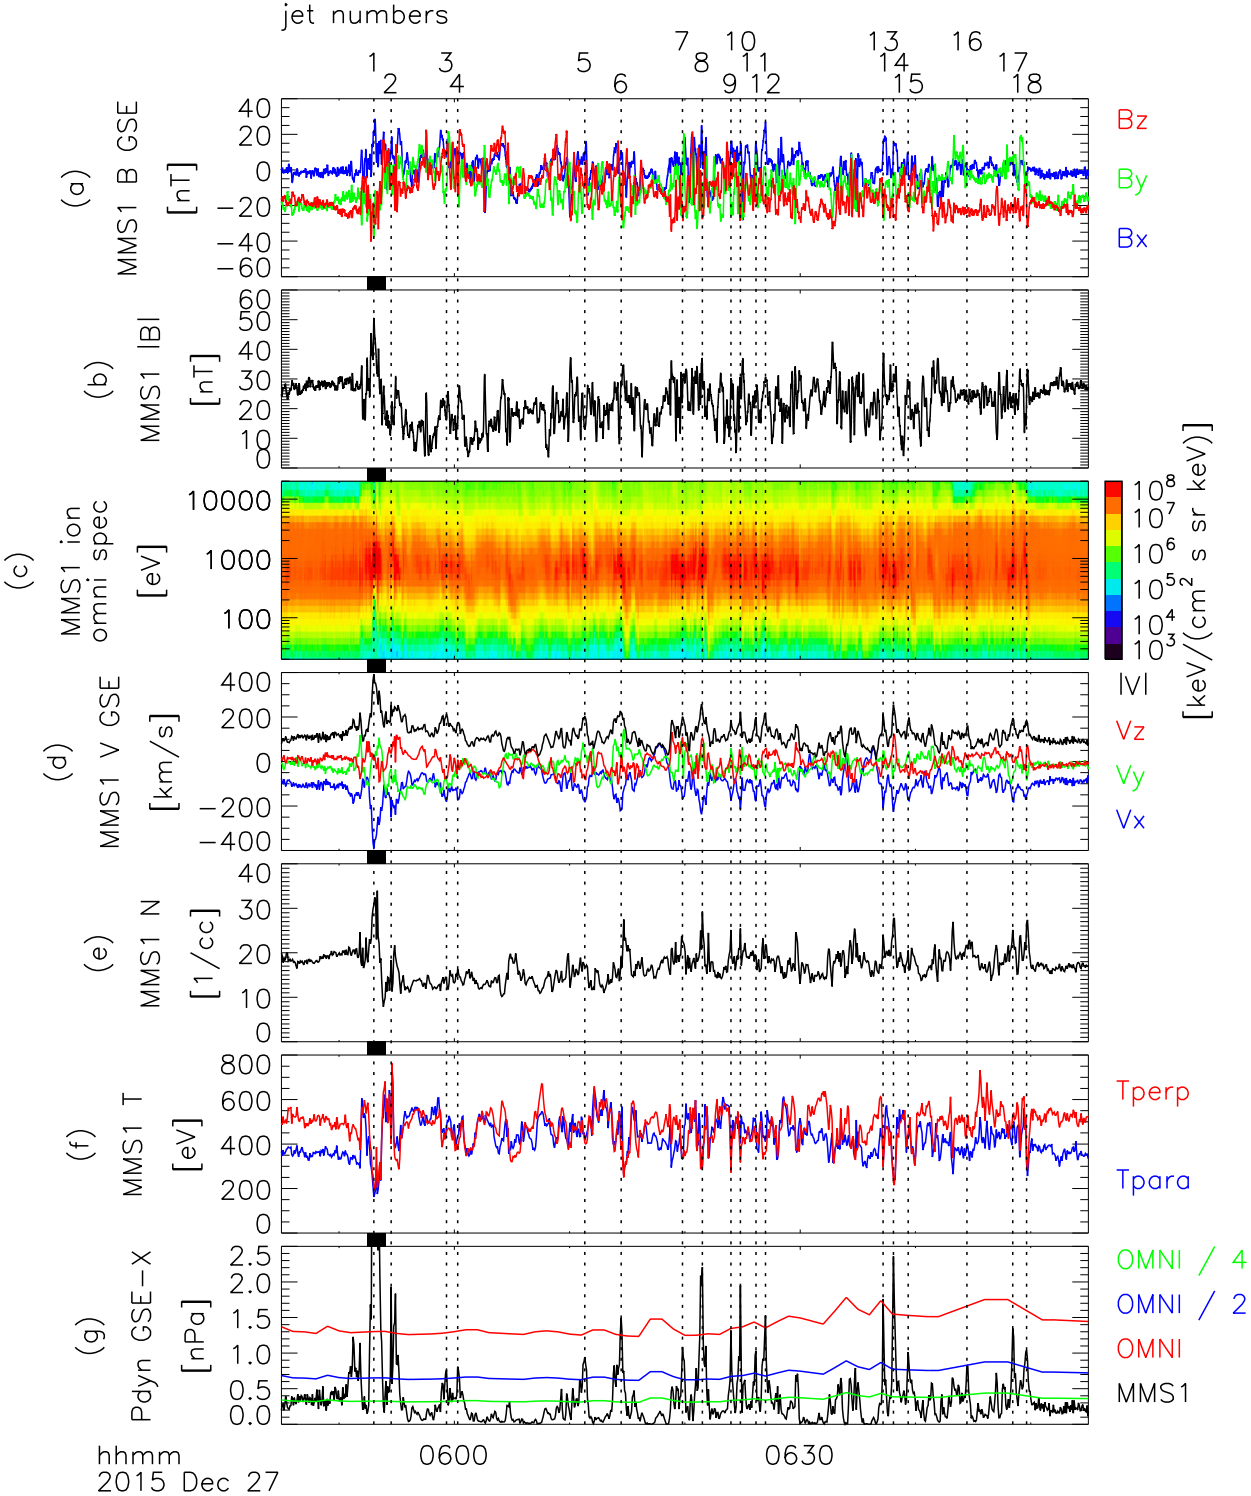 jet numbers
7 10 13 16
1 3 5 8 11 14 17
2 4 6 9 12 15 18
(a)
MMS1 B GSE
[nT]
40
20
0
−20
−40
−60
Bz
By
Bx
(b)
MMS1 |B|
[nT]
60
50
40
30
20
10
0
(c)
MMS1 ion
omni spec
[eV]
10000
1000
100
10^8
10^7
10^6
10^5
10^4
10^3
[keV/(cm^2 s sr keV)]
(d)
MMS1 V GSE
[km/s]
400
200
0
−200
−400
|V|
Vz
Vy
Vx
(e)
MMS1 N
[1/cc]
40
30
20
10
0
(f)
MMS1 T
[eV]
800
600
400
200
0
Tperp
Tpara
(g)
Pdyn GSE−X
[nPa]
2.5
2.0
1.5
1.0
0.5
0.0
OMNI / 4
OMNI / 2
OMNI
MMS1
hhmm 0600 0630
2015 Dec 27